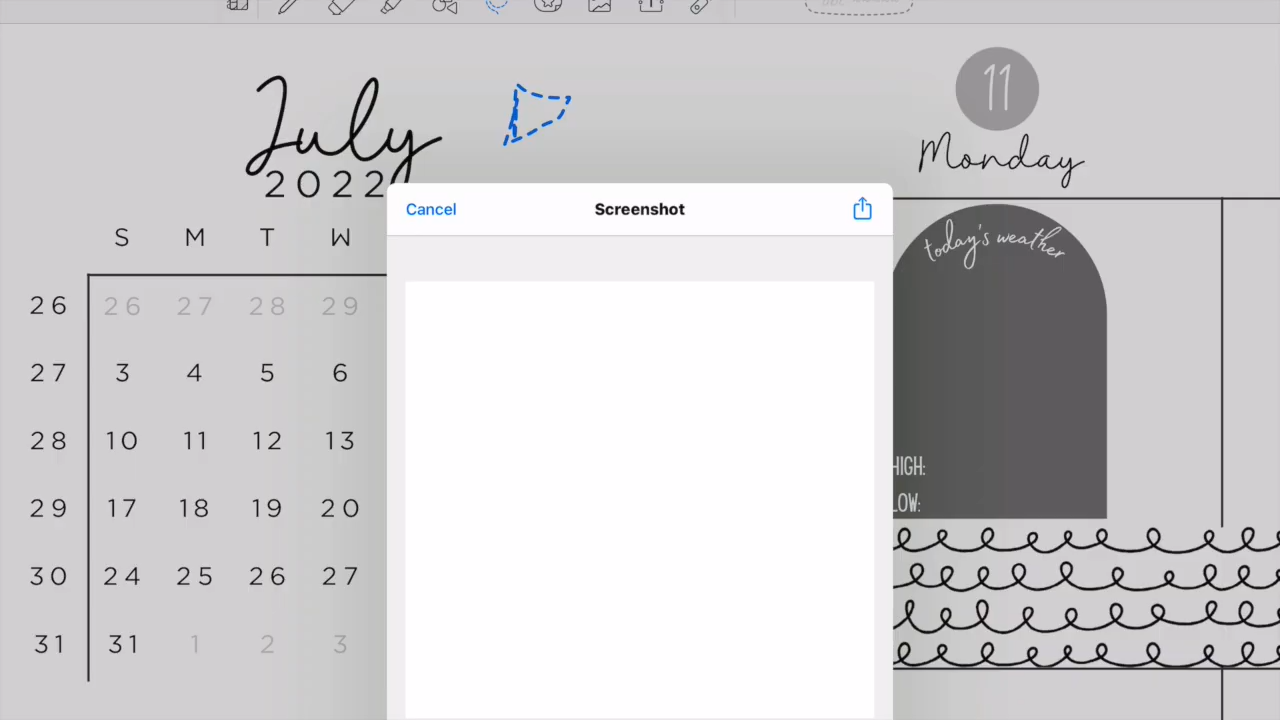 July
2022
S M T W
26 26 27 28 29
27 3 4 5 6
28 10 11 12 13
29 17 18 19 20
30 24 25 26 27
31 31 1 2 3
Cancel Screenshot
11
Monday
today's weather
HIGH:
LOW: